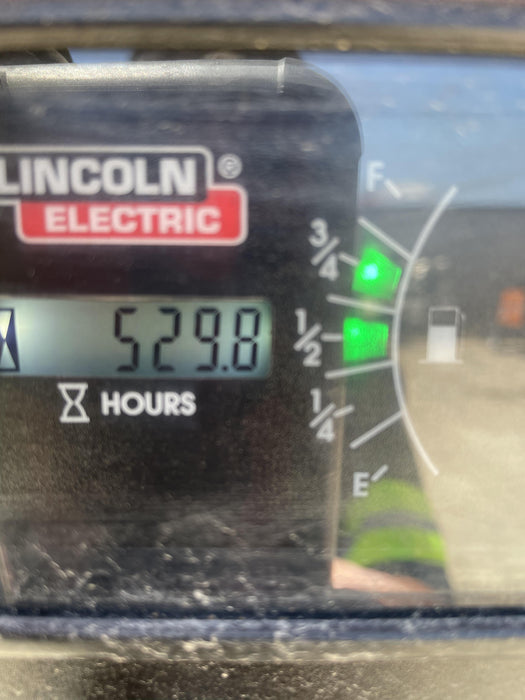 LINCOLN ®
ELECTRIC
529.8
HOURS
F
3/4
1/2
1/4
E